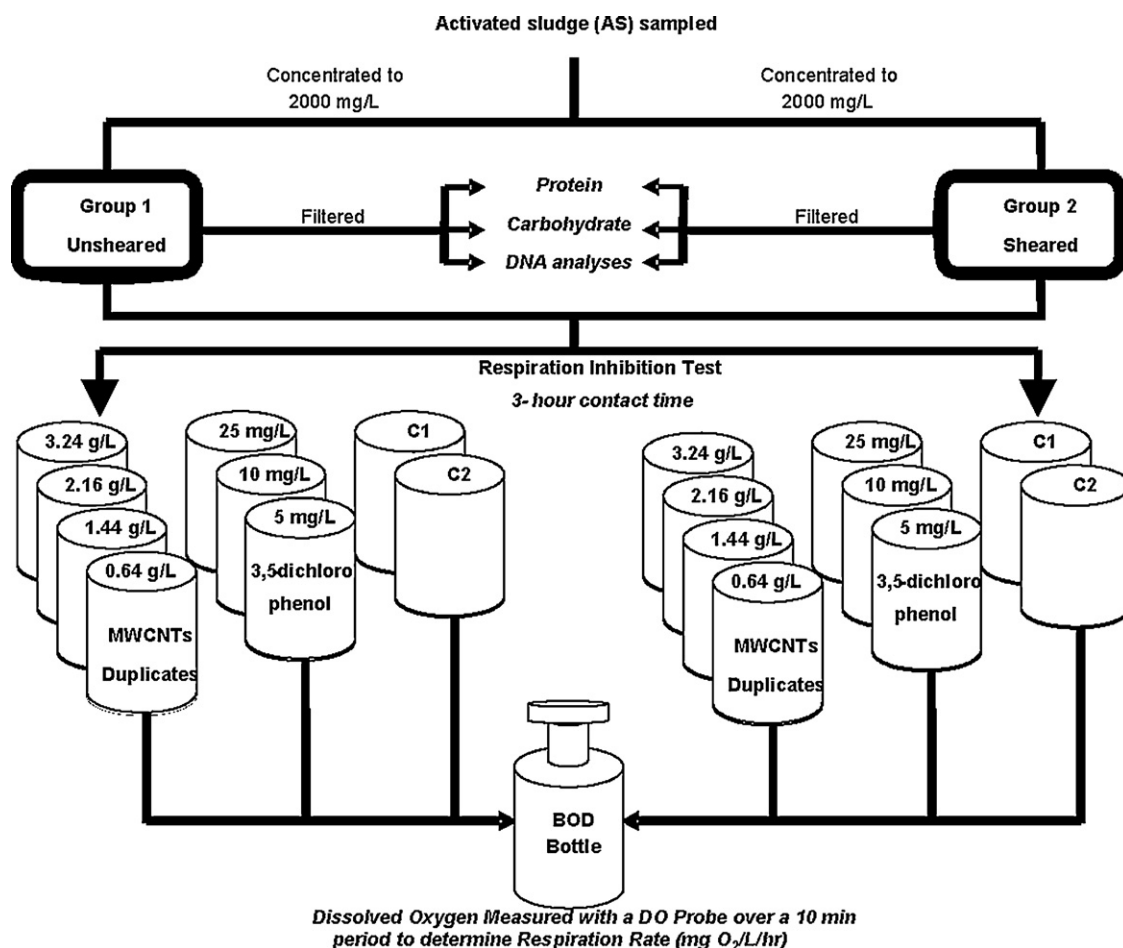 Activated sludge (AS) sampled
Concentrated to
2000 mg/L
Concentrated to
2000 mg/L
Group 1
Unsheared
Filtered
Protein
Carbohydrate
DNA analyses
Filtered
Group 2
Sheared
Respiration Inhibition Test
3- hour contact time
3.24 g/L
2.16 g/L
1.44 g/L
0.64 g/L
MWCNTs
Duplicates
25 mg/L
10 mg/L
5 mg/L
3,5dichloro
phenol
C1
C2
3.24 g/L
2.16 g/L
1.44 g/L
0.64 g/L
MWCNTs
Duplicates
25 mg/L
10 mg/L
5 mg/L
3,5-dichloro
phenol
C1
C2
BOD
Bottle
Dissolved Oxygen Measured with a DO Probe over a 10 min
period to determine Respiration Rate (mg O₂/L/hr)